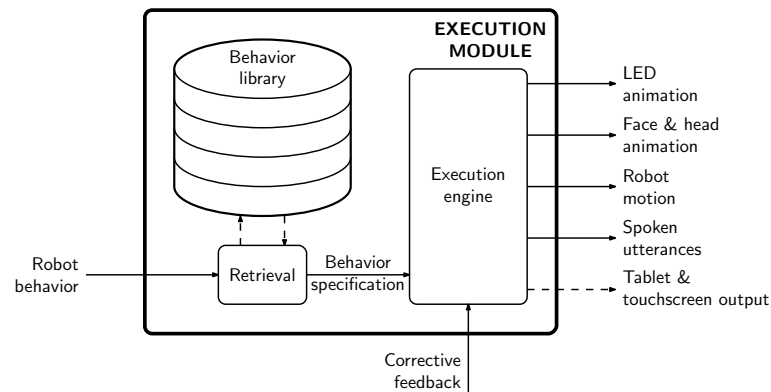 EXECUTION
MODULE
Behavior
library
LED
animation
Face & head
animation
Execution
engine
Robot
motion
Spoken
utterances
Robot
behavior
Retrieval
Behavior
specification
Tablet &
touchscreen output
Corrective
feedback